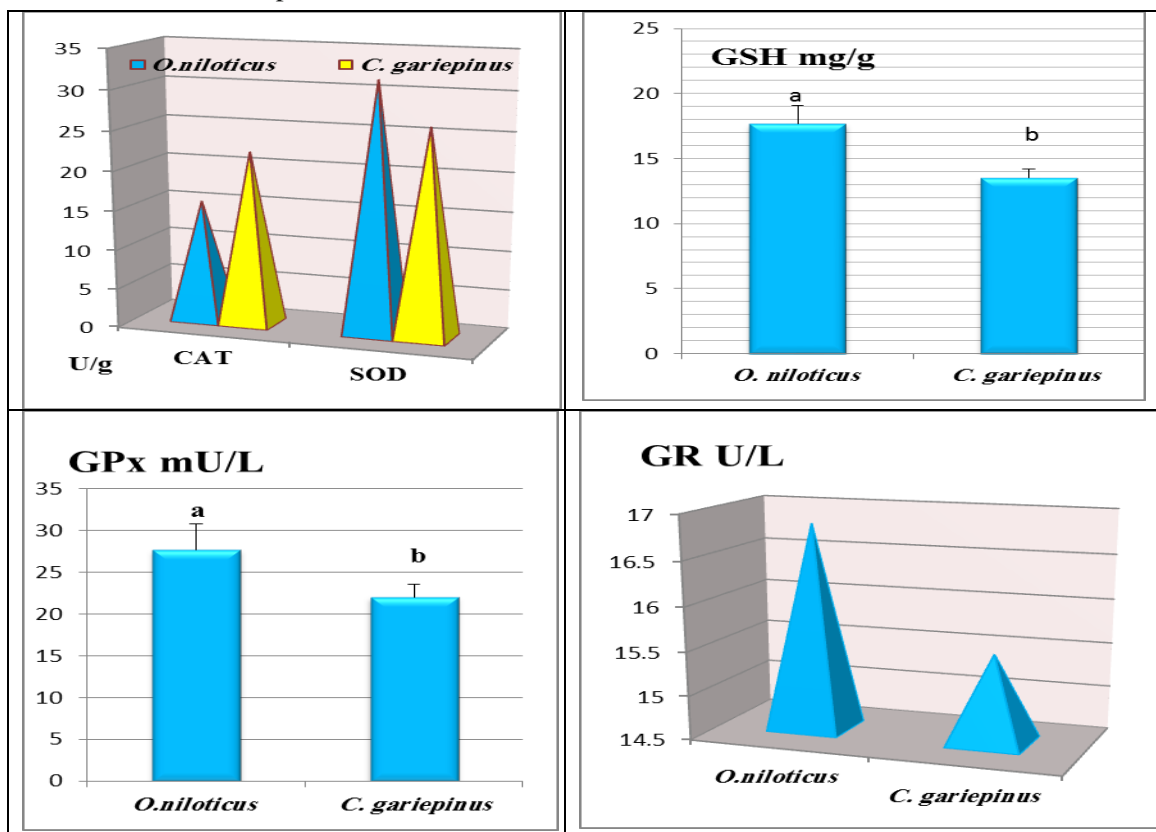 35
O.niloticus C. gariepinus
30
25
20
15
10
5
0
U/g CAT SOD
25
GSH mg/g
20
a
b
15
10
5
0
O. niloticus C. gariepinus
GPx mU/L
35
a
30
b
25
20
15
10
5
0
O.niloticus C. gariepinus
GR U/L
17
16.5
16
15.5
15
14.5
O.niloticus
C. gariepinus